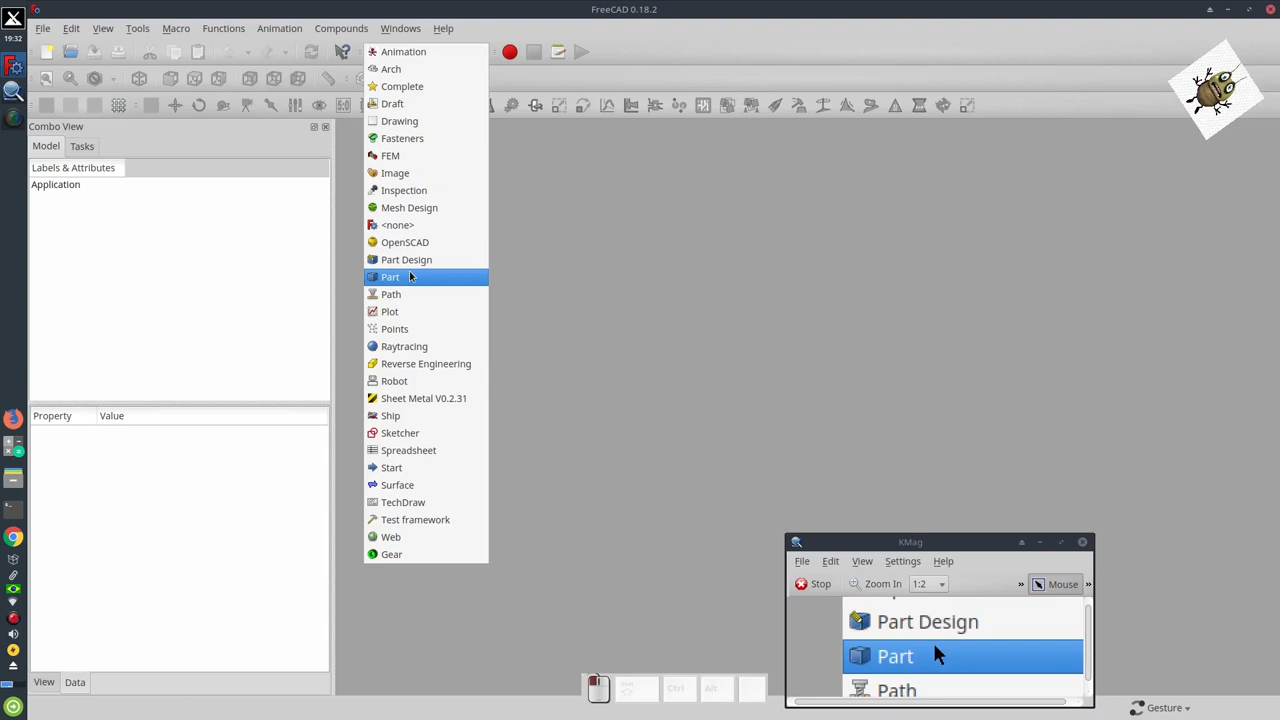 FreeCAD 0.18.2
19:32
File Edit View Tools Macros Functions Animation Compounds Windows Help
Animation
Arch
Complete
Draft
Drawing
Fasteners
FEM
Image
Inspection
Mesh Design
<none>
OpenSCAD
Part Design
Part
Path
Plot
Points
Raytracing
Reverse Engineering
Robot
Sheet Metal V0.2.31
Ship
Sketcher
Spreadsheet
Start
Surface
TechDraw
Test framework
Web
Gear
Combo View
Model Tasks
Labels & Attributes
Application
Property Value
View Data
KMag
File Edit View Settings Help
Stop Zoom In 1:2 » Mouse »
Part Design
Part
Path
Ctrl Alt
Gesture